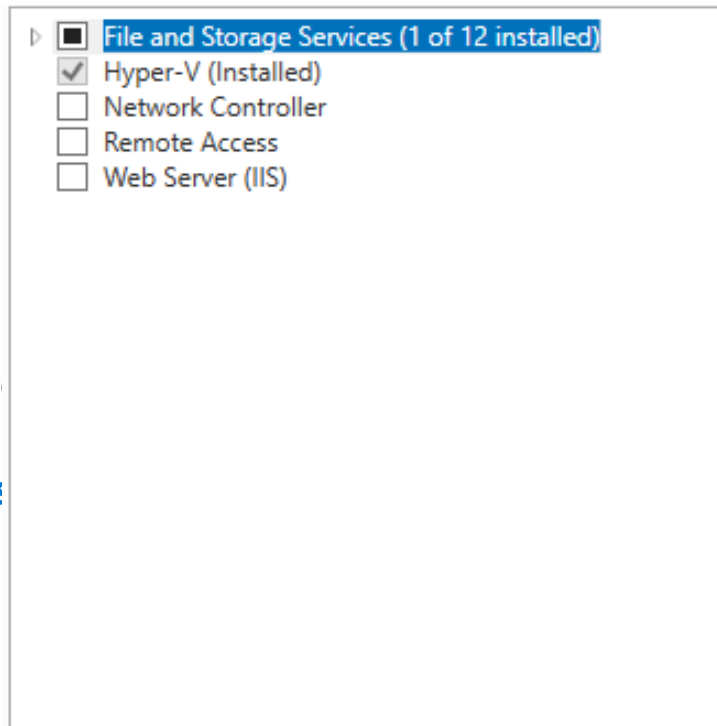 File and Storage Services (1 of 12 installed)
Hyper-V (Installed)
Network Controller
Remote Access
Web Server (IIS)